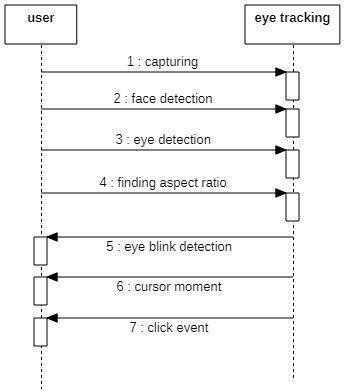 user
eye tracking
1 : capturing
2 : face detection
3 : eye detection
4 : finding aspect ratio
5 : eye blink detection
6 : cursor moment
7 : click event